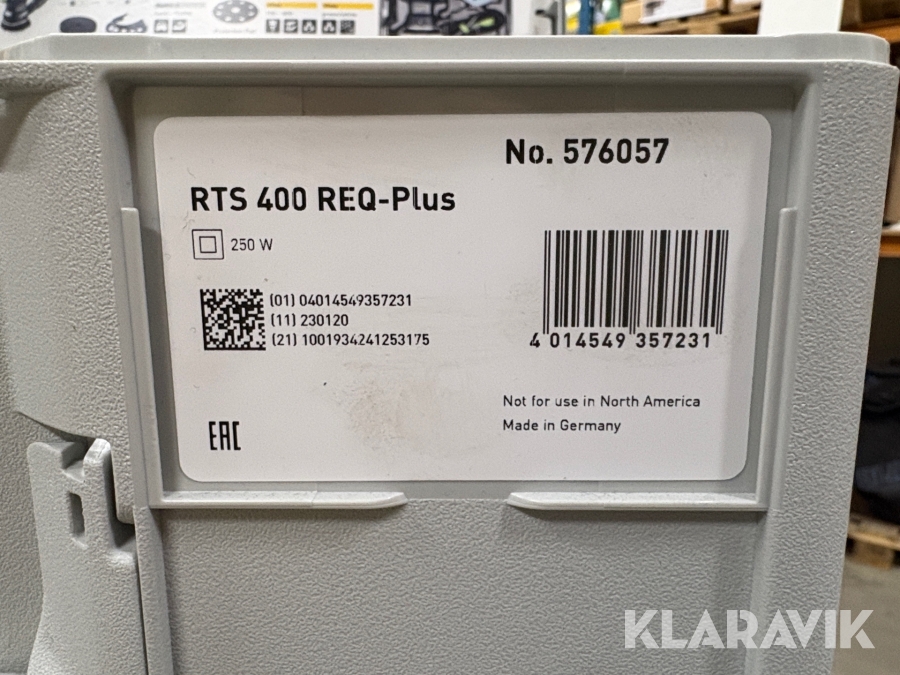 No. 576057
RTS 400 REQ-Plus
250 W
(01) 04014549357231
(11) 230120
(21) 1001934241253175
4 014549 357231
Not for use in North America
Made in Germany
EAC
KLARAVIK